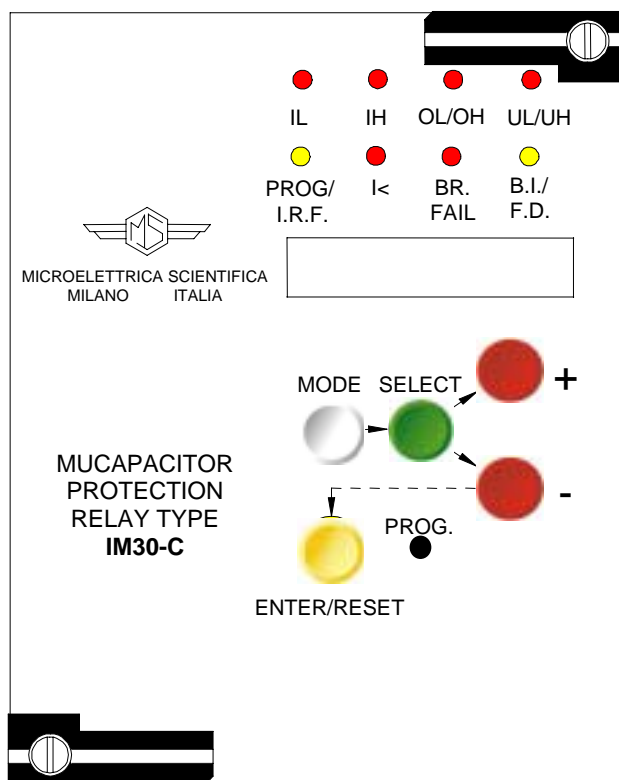 IL IH OL/OH UL/UH
PROG/ I< BR. B.I./
I.R.F. FAIL F.D.
MS
MICROELETTRICA SCIENTIFICA
MILANO ITALIA
MODE SELECT
+
MUCAPACITOR
PROTECTION
RELAY TYPE
IM30-C
-
PROG.
ENTER/RESET